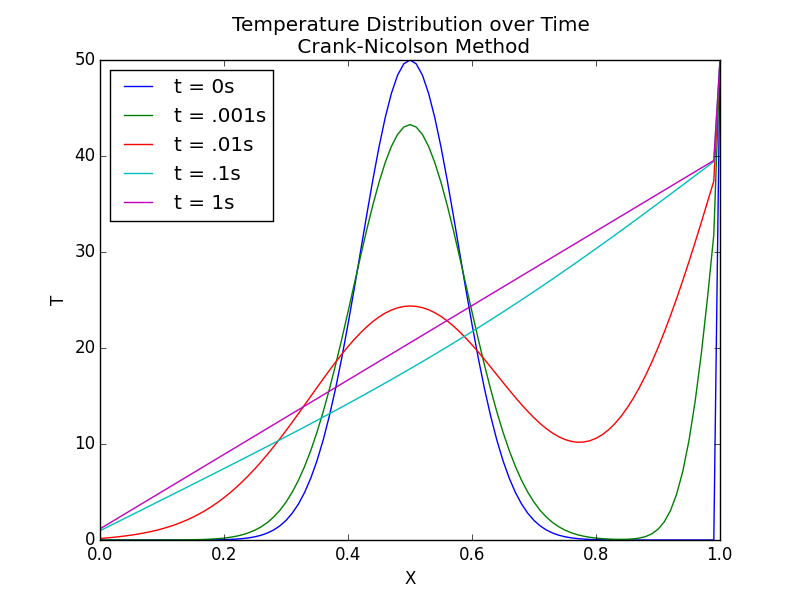 Temperature Distribution over Time
Crank-Nicolson Method
50
40
30
20
10
0
T
t = 0s
t = .001s
t = .01s
t = .1s
t = 1s
0.0 0.2 0.4 0.6 0.8 1.0
X